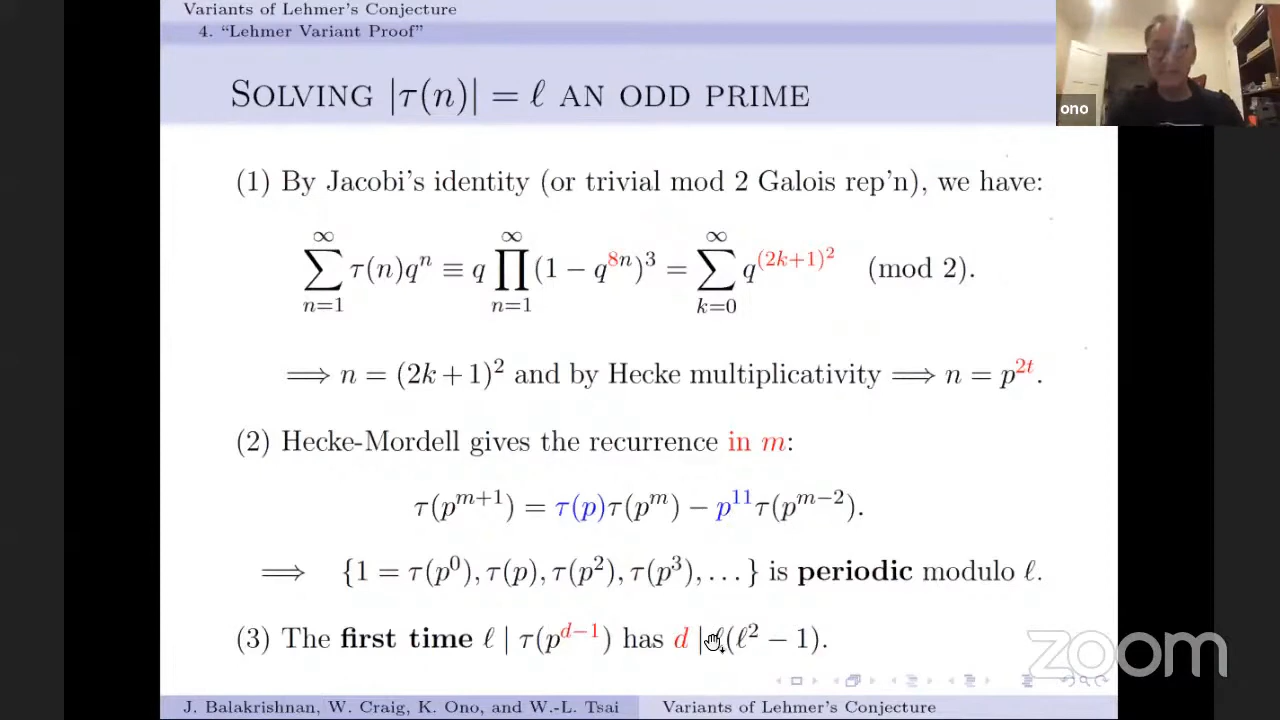 Variants of Lehmer's Conjecture
4. "Lehmer Variant Proof"
SOLVING |τ(n)| = ℓ AN ODD PRIME
ono
(1) By Jacobi's identity (or trivial mod 2 Galois rep'n), we have:
∑_{n=1}^{∞} τ(n)q^n ≡ q ∏_{n=1}^{∞} (1 − q^{8n})^3 = ∑_{k=0}^{∞} q^{(2k+1)^2} (mod 2).
⟹ n = (2k + 1)^2 and by Hecke multiplicativity ⟹ n = p^{2t}.
(2) Hecke-Mordell gives the recurrence in m:
τ(p^{m+1}) = τ(p)τ(p^m) − p^{11}τ(p^{m−2}).
⟹ {1 = τ(p^0), τ(p), τ(p^2), τ(p^3), . . . } is periodic modulo ℓ.
(3) The first time ℓ | τ(p^{d−1}) has d | ℓ(ℓ^2 − 1).
zoom
J. Balakrishnan, W. Craig, K. Ono, and W.-L. Tsai Variants of Lehmer's Conjecture